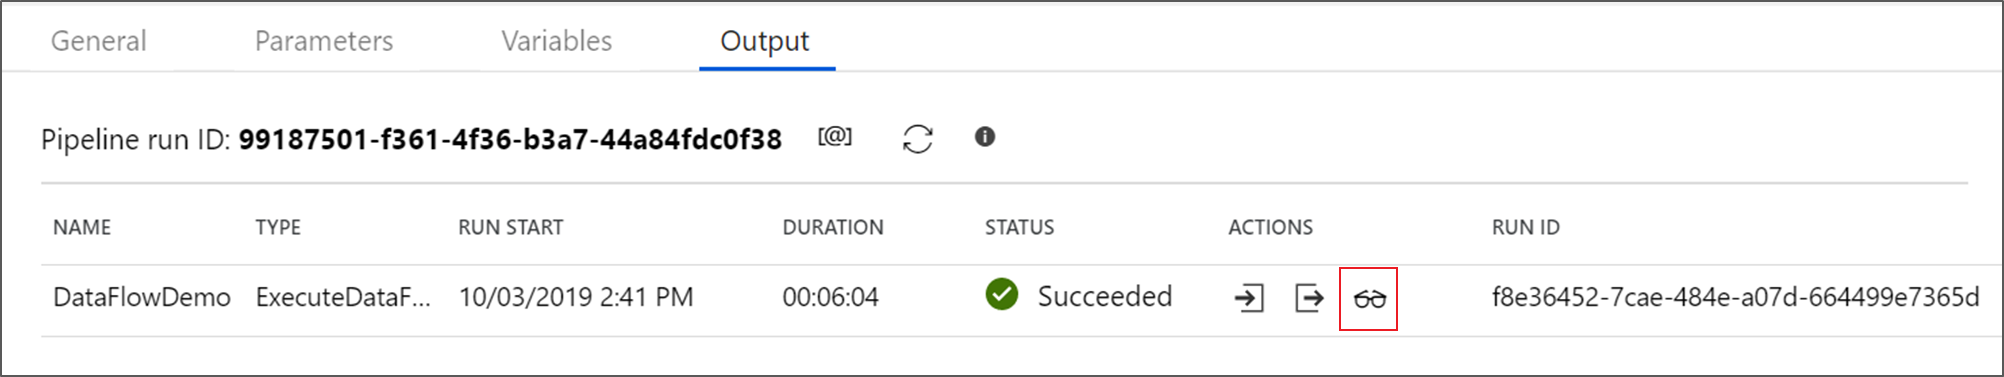 General Parameters Variables Output
Pipeline run ID: 99187501-f361-4f36-b3a7-44a84fdc0f38 [@]
NAME TYPE RUN START DURATION STATUS ACTIONS RUN ID
DataFlowDemo ExecuteDataF... 10/03/2019 2:41 PM 00:06:04 Succeeded f8e36452-7cae-484e-a07d-664499e7365d